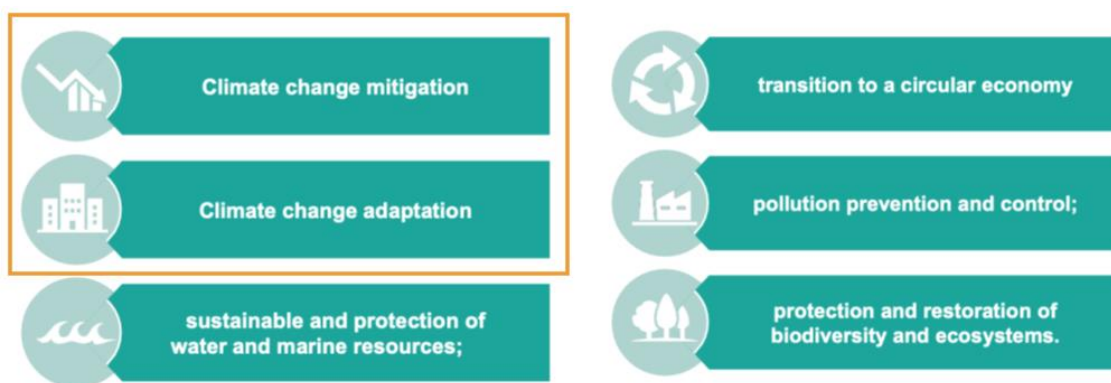 Climate change mitigation
Climate change adaptation
sustainable and protection of
water and marine resources;
transition to a circular economy
pollution prevention and control;
protection and restoration of
biodiversity and ecosystems.